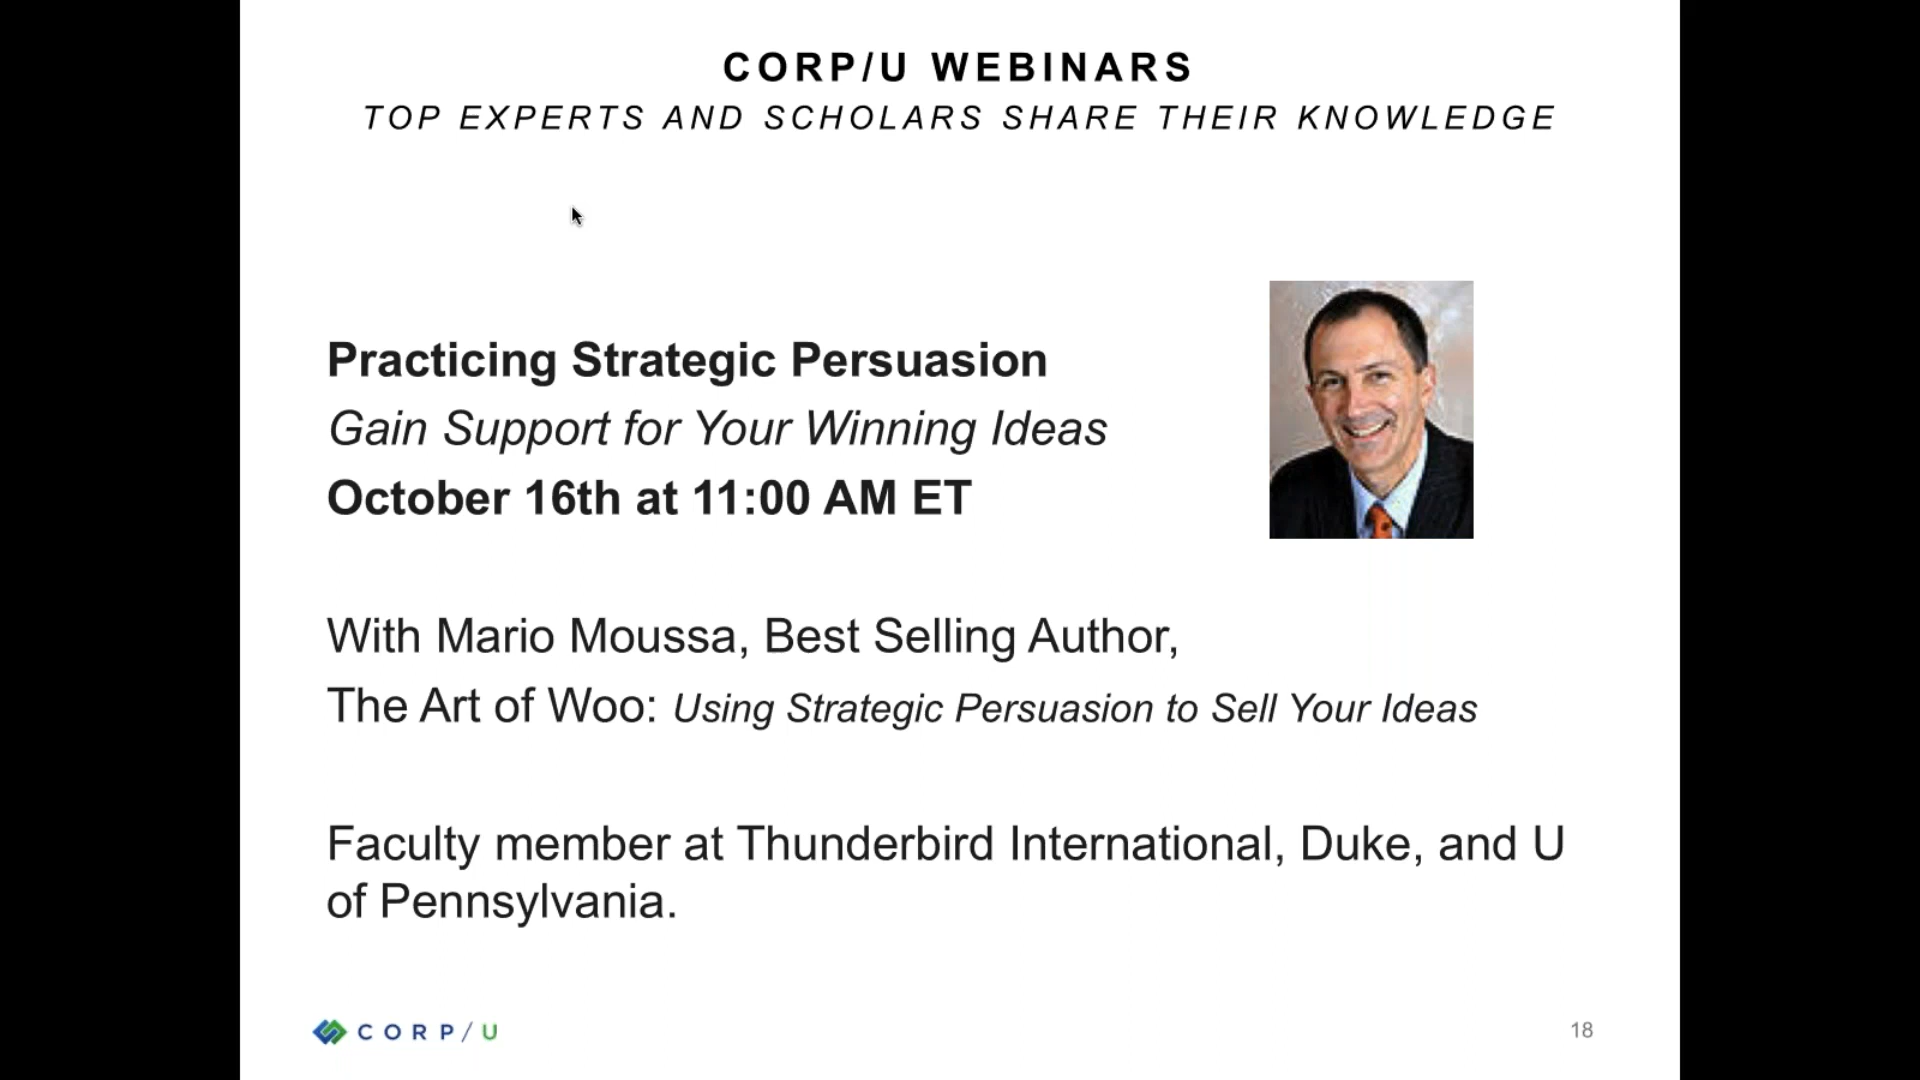 CORP/U WEBINARS
TOP EXPERTS AND SCHOLARS SHARE THEIR KNOWLEDGE
Practicing Strategic Persuasion
Gain Support for Your Winning Ideas
October 16th at 11:00 AM ET
With Mario Moussa, Best Selling Author,
The Art of Woo: Using Strategic Persuasion to Sell Your Ideas
Faculty member at Thunderbird International, Duke, and U
of Pennsylvania.
CORP/U
18